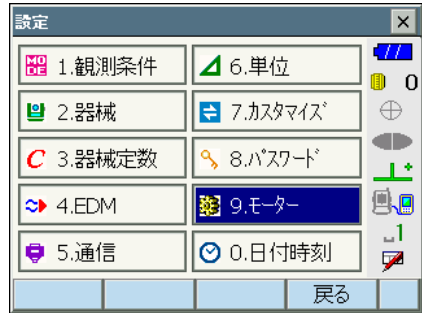 設定
MODE 1.観測条件
2.器械
C 3.器械定数
4.EDM
5.通信
6.単位
7.ｶｽﾀﾏｲｽﾞ
8.ﾊﾟｽﾜｰﾄﾞ
9.ﾓｰﾀｰ
0.日付時刻
0
1
戻る